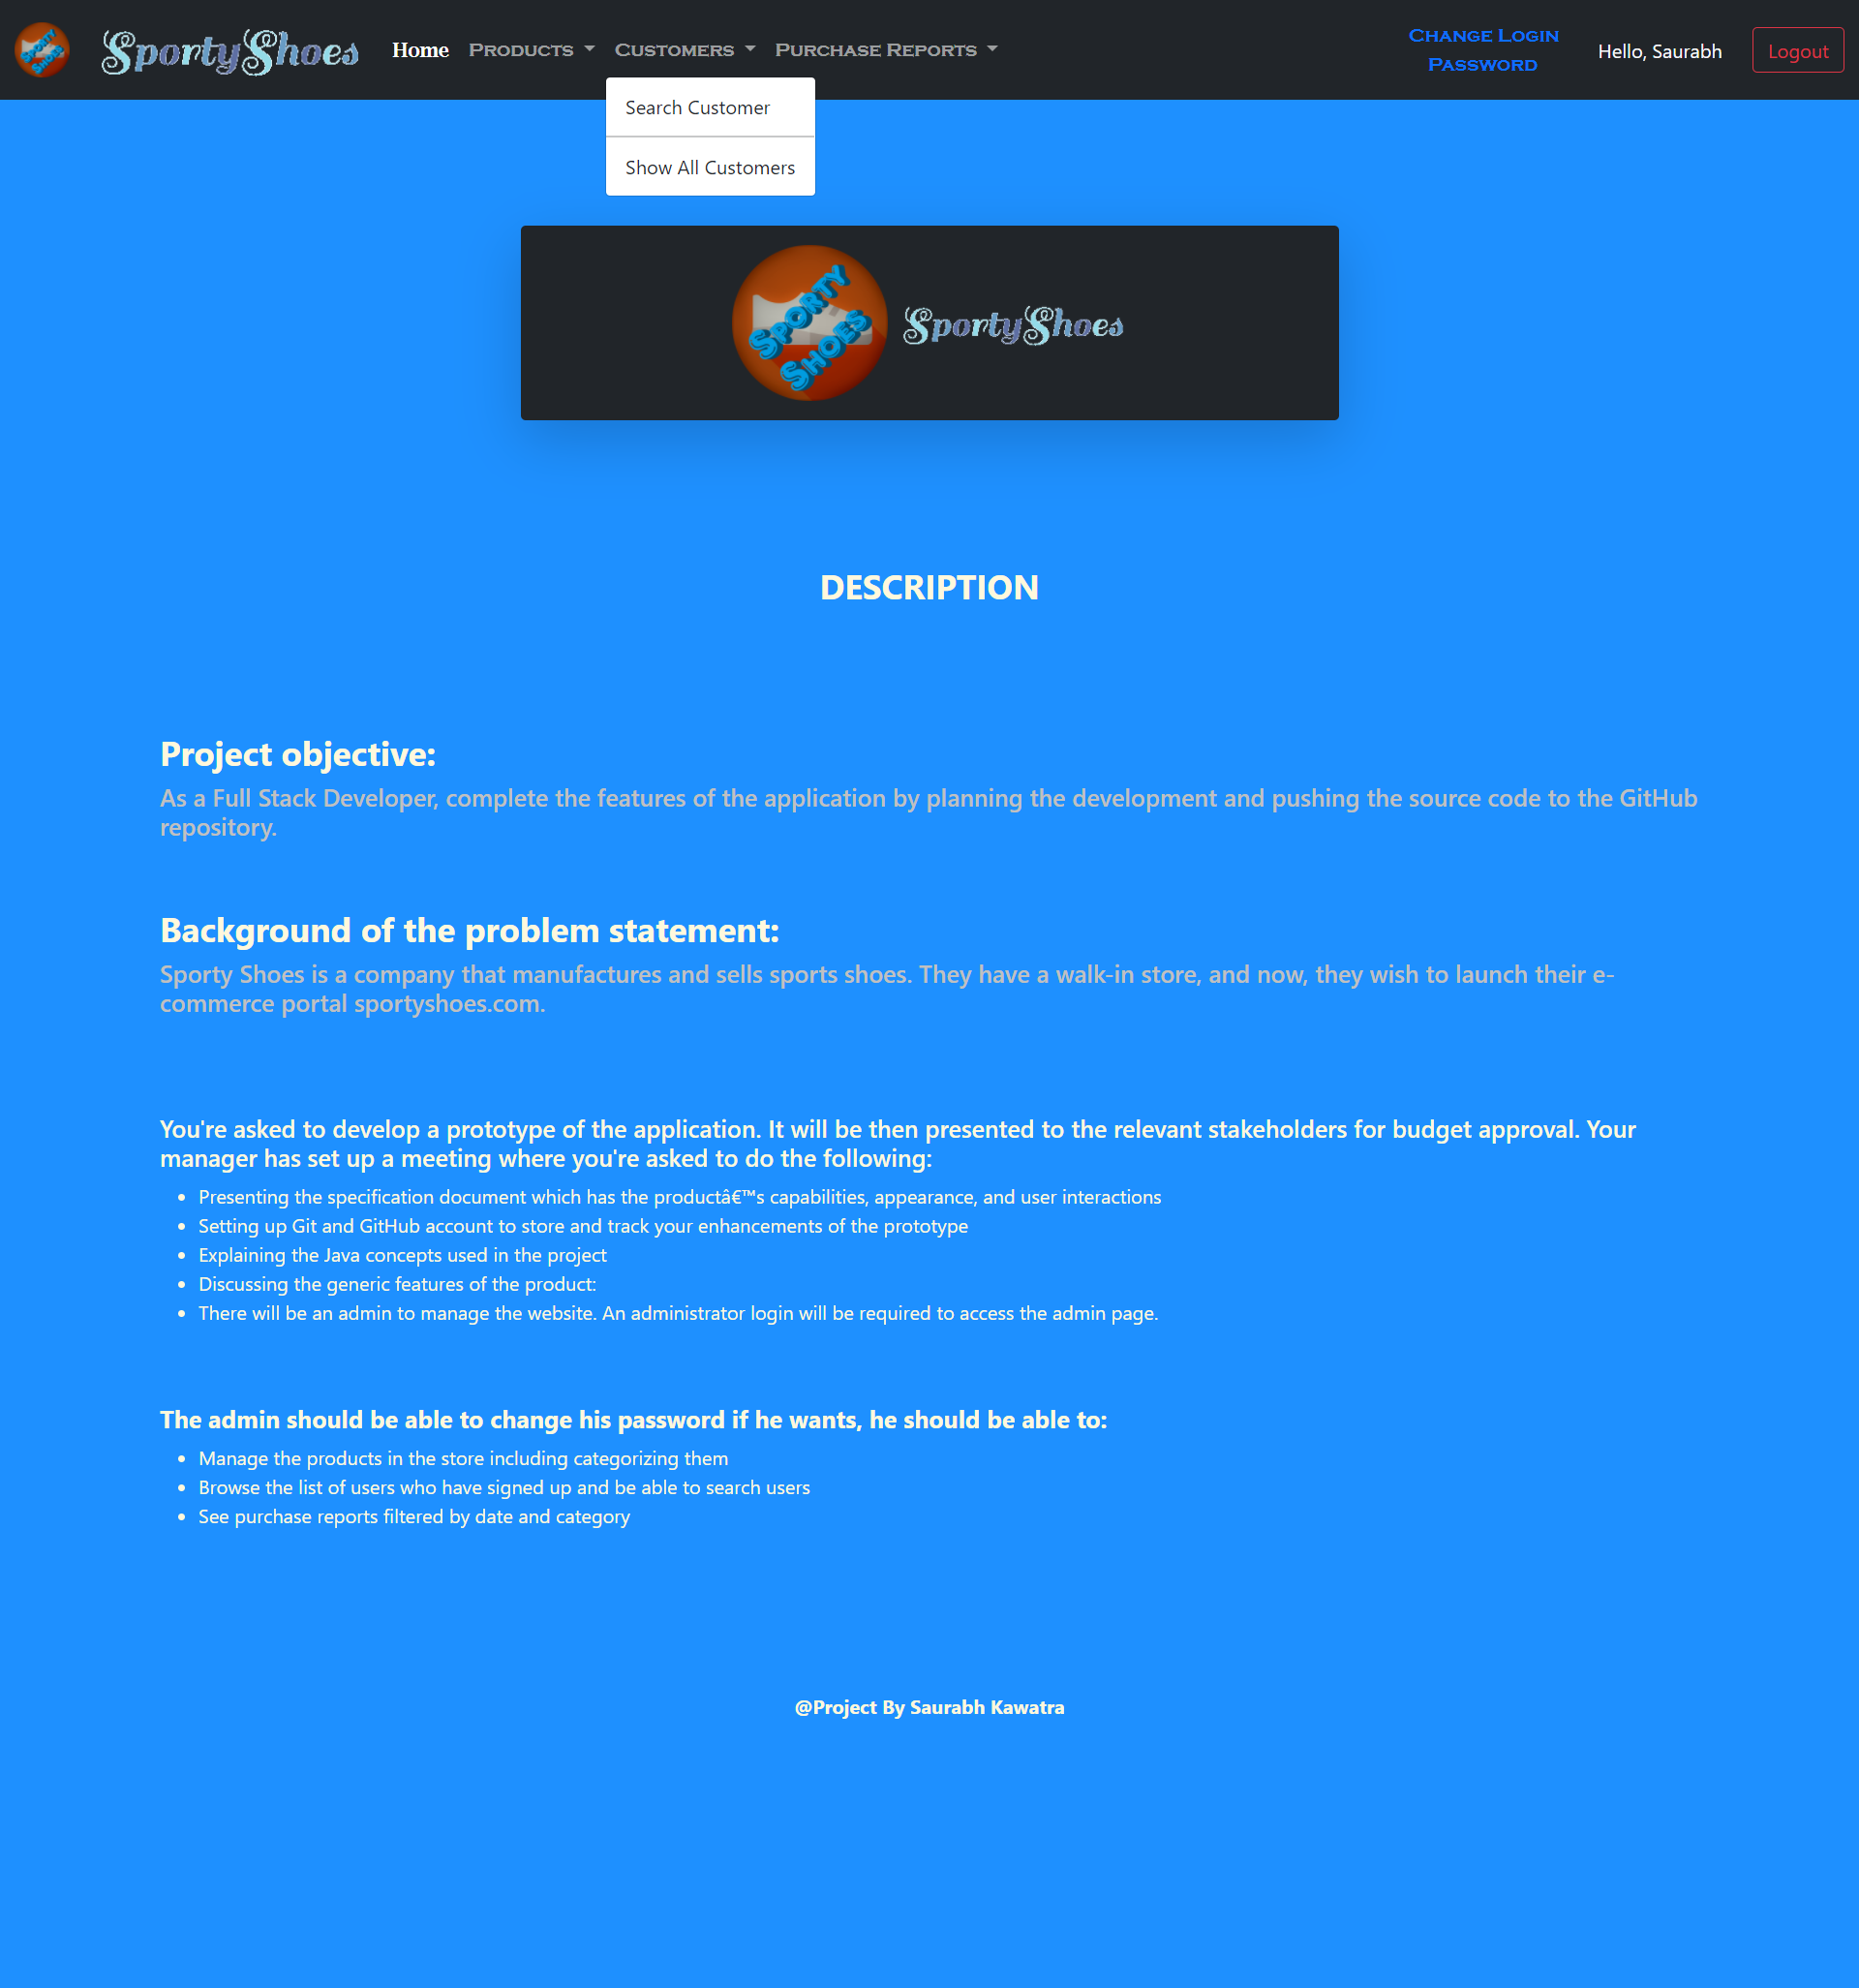 SPORTY SHOES
SportyShoes
Home Products Customers Purchase Reports
Change Login
Password
Hello, Saurabh
Logout
Search Customer
Show All Customers
SPORTY
SHOES
SportyShoes
DESCRIPTION
Project objective:
As a Full Stack Developer, complete the features of the application by planning the development and pushing the source code to the GitHub
repository.
Background of the problem statement:
Sporty Shoes is a company that manufactures and sells sports shoes. They have a walk-in store, and now, they wish to launch their e-
commerce portal sportyshoes.com.
You're asked to develop a prototype of the application. It will be then presented to the relevant stakeholders for budget approval. Your
manager has set up a meeting where you're asked to do the following:
• Presenting the specification document which has the productâ€™s capabilities, appearance, and user interactions
• Setting up Git and GitHub account to store and track your enhancements of the prototype
• Explaining the Java concepts used in the project
• Discussing the generic features of the product:
• There will be an admin to manage the website. An administrator login will be required to access the admin page.
The admin should be able to change his password if he wants, he should be able to:
• Manage the products in the store including categorizing them
• Browse the list of users who have signed up and be able to search users
• See purchase reports filtered by date and category
@Project By Saurabh Kawatra